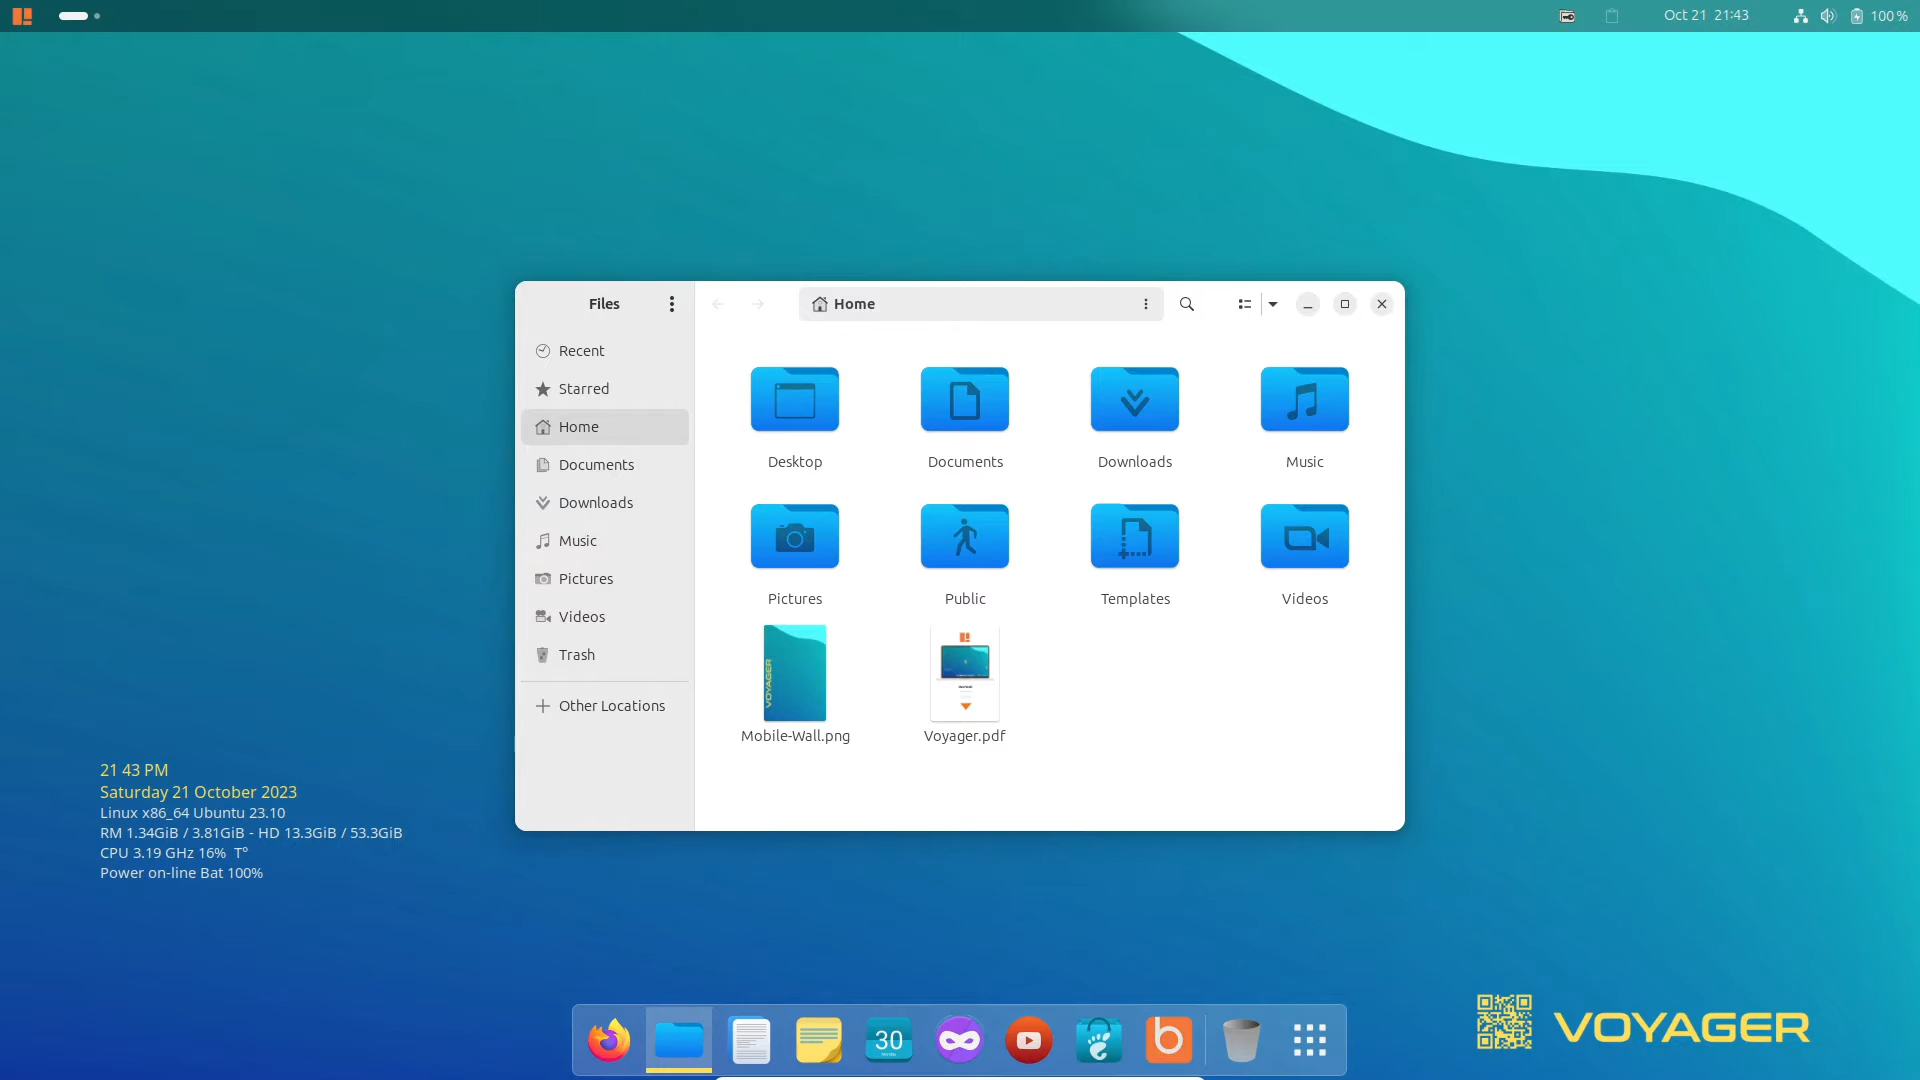 Oct 21 21:43
100 %
Files
Home
Recent
Starred
Home
Documents
Downloads
Music
Pictures
Videos
Trash
Other Locations
Desktop
Documents
Downloads
Music
Pictures
Public
Templates
Videos
VOYAGER
Mobile-Wall.png
Voyager.pdf
21 43 PM
Saturday 21 October 2023
Linux x86_64 Ubuntu 23.10
RM 1.34GiB / 3.81GiB - HD 13.3GiB / 53.3GiB
CPU 3.19 GHz 16% T°
Power on-line Bat 100%
30
b
VOYAGER